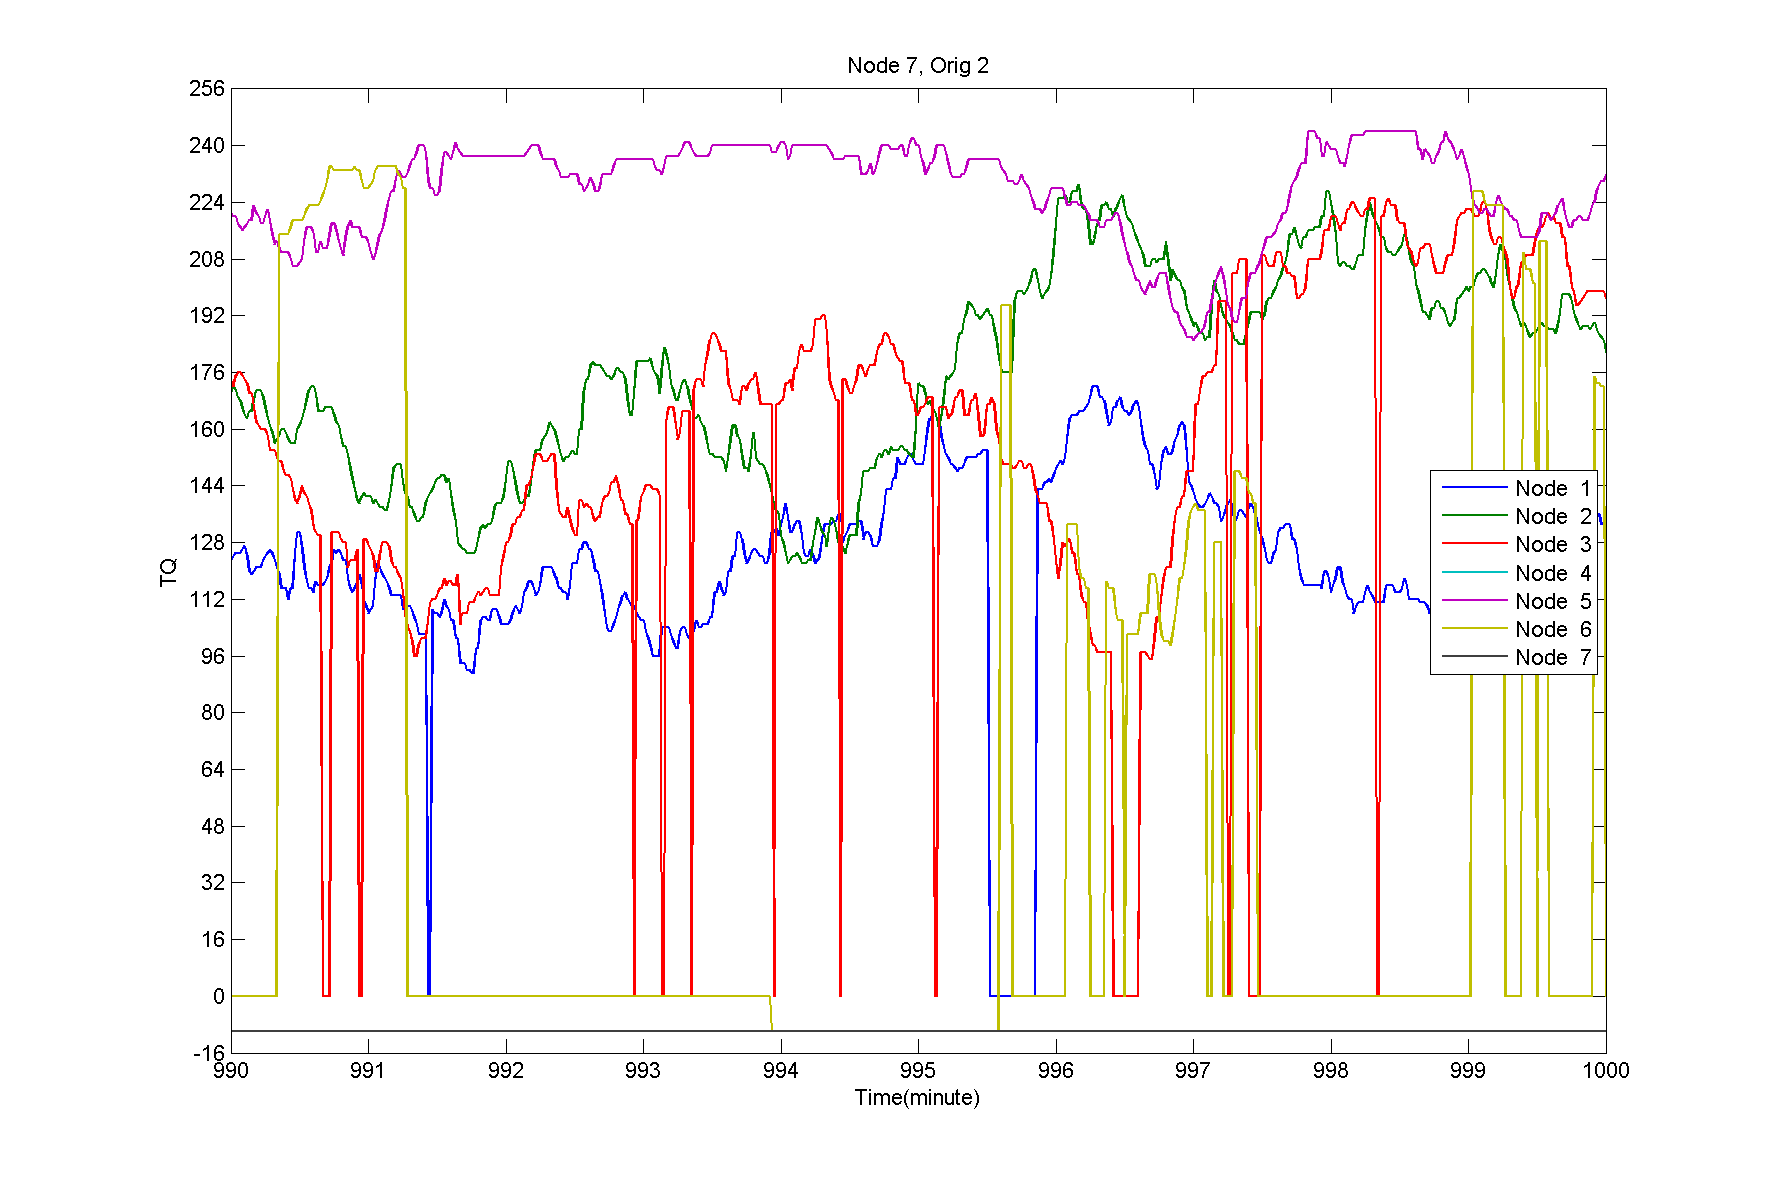 Node 7, Orig 2
256
240
224
208
192
176
160
144
128
112
96
80
64
48
32
16
0
-16
TQ
990 991 992 993 994 995 996 997 998 999 1000
Time(minute)
Node 1
Node 2
Node 3
Node 4
Node 5
Node 6
Node 7